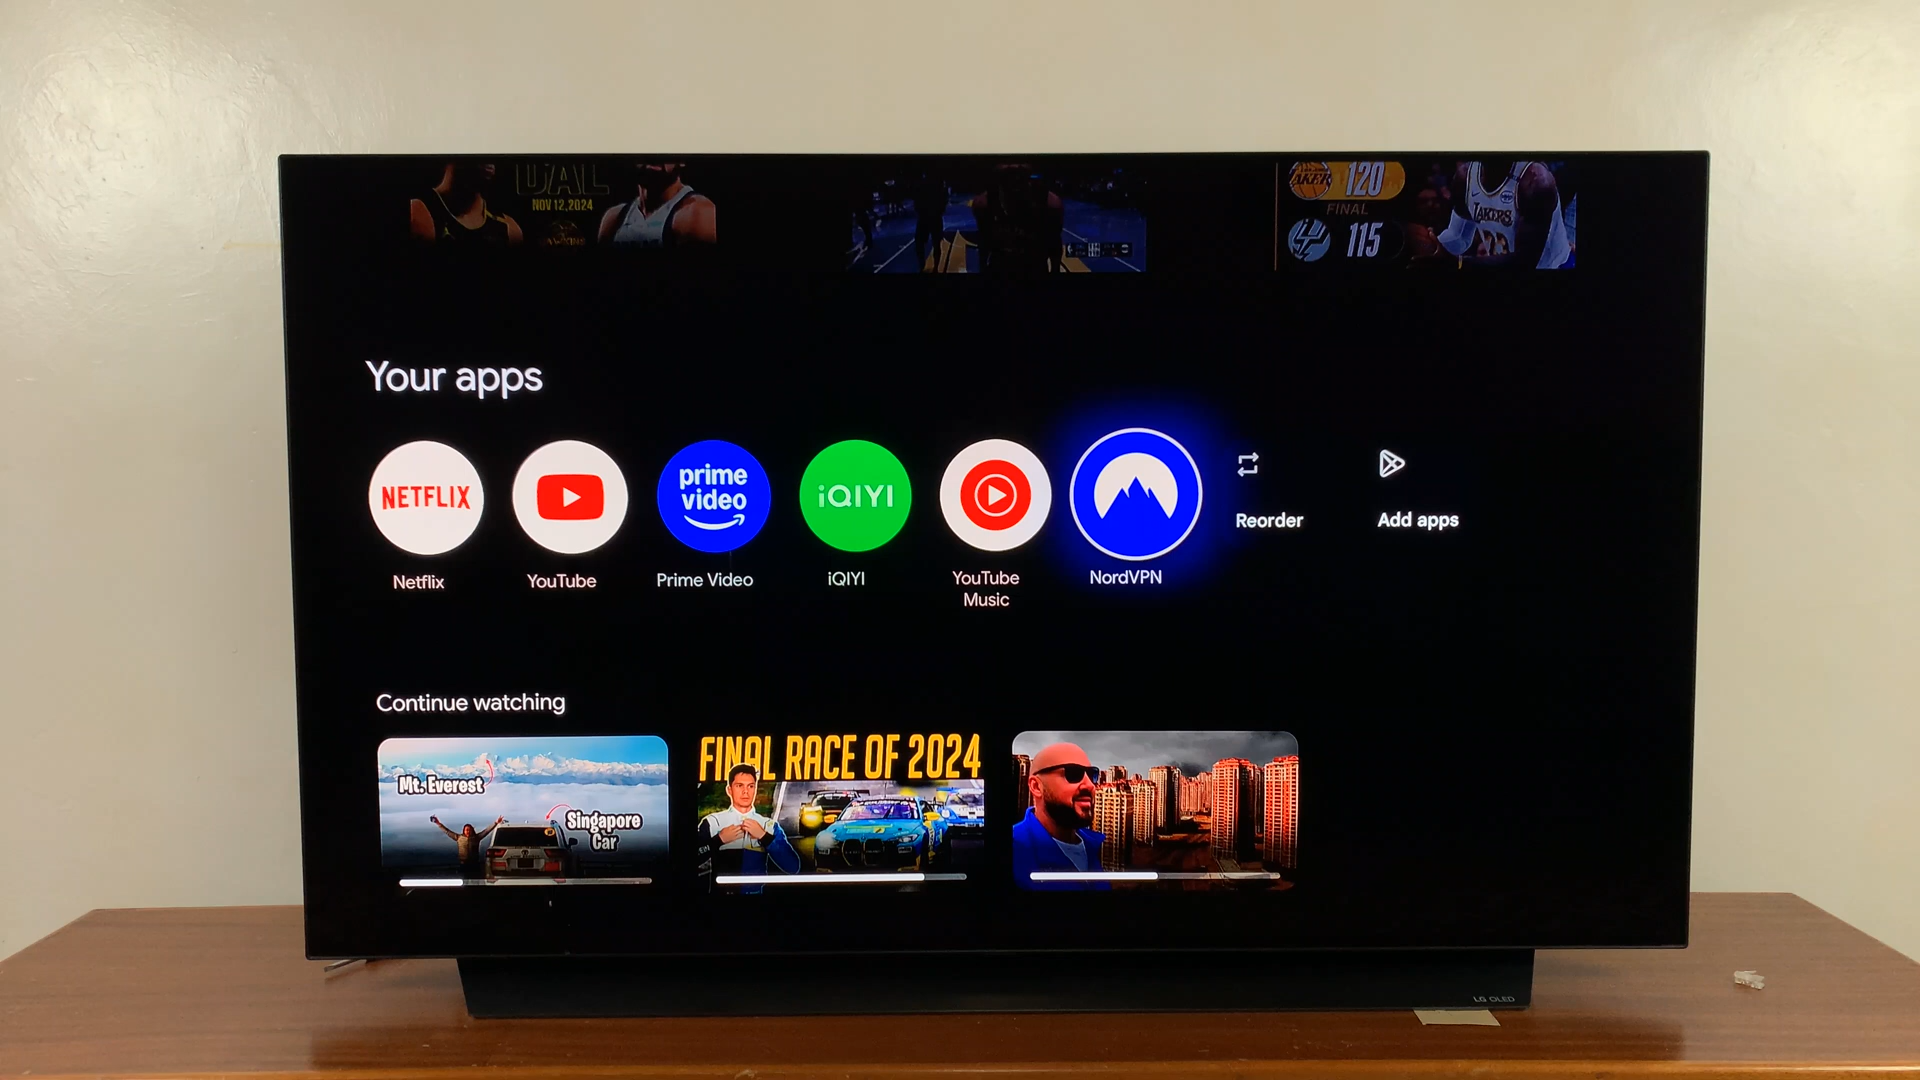 DAL
NOV 12,2024
LAKERS
120
FINAL
115
LAKERS
Your apps
NETFLIX
prime
video
iQIYI
Reorder
Add apps
Netflix
YouTube
Prime Video
iQIYI
YouTube
Music
NordVPN
Continue watching
Mt. Everest
Singapore
Car
FINAL RACE OF 2024
LG OLED